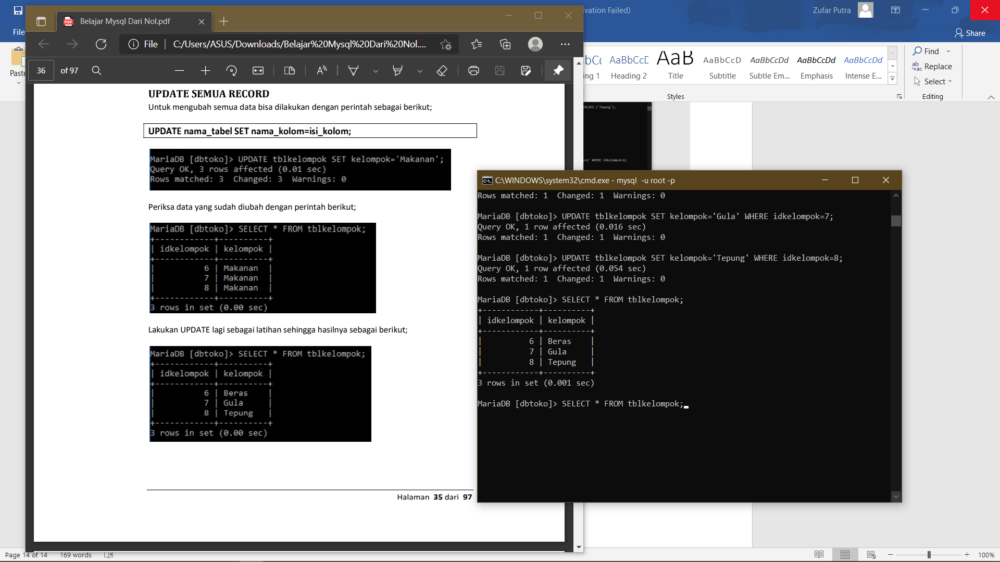 Belajar Mysql Dari Nol.pdf
File
C:/Users/ASUS/Downloads/Belajar%20Mysql%20Dari%20Nol....
36 of 97
UPDATE SEMUA RECORD
Untuk mengubah semua data bisa dilakukan dengan perintah sebagai berikut;
UPDATE nama_tabel SET nama_kolom=isi_kolom;
MariaDB [dbtoko]> UPDATE tblkelompok SET kelompok='Makanan';
Query OK, 3 rows affected (0.01 sec)
Rows matched: 3  Changed: 3  Warnings: 0
Periksa data yang sudah diubah dengan perintah berikut;
MariaDB [dbtoko]> SELECT * FROM tblkelompok;
+------------+----------+
| idkelompok | kelompok |
+------------+----------+
|          6 | Makanan  |
|          7 | Makanan  |
|          8 | Makanan  |
+------------+----------+
3 rows in set (0.00 sec)
Lakukan UPDATE lagi sebagai latihan sehingga hasilnya sebagai berikut;
MariaDB [dbtoko]> SELECT * FROM tblkelompok;
+------------+----------+
| idkelompok | kelompok |
+------------+----------+
|          6 | Beras    |
|          7 | Gula     |
|          8 | Tepung   |
+------------+----------+
3 rows in set (0.00 sec)
Halaman 35 dari 97
ivation Failed)
Zufar Putra
File
Share
Paste
AaBbCcDd
ing 1
AaBbCcD
Heading 2
AaB
Title
AaBbCcD
Subtitle
AaBbCcDd
Subtle Em...
AaBbCcDd
Emphasis
AaBbCcDd
Intense E...
Styles
Find
Replace
Select
Editing
VALUES ('Tepung');
WHERE idkelompok=6;
C:\WINDOWS\system32\cmd.exe - mysql  -u root -p
Rows matched: 1  Changed: 1  Warnings: 0
MariaDB [dbtoko]> UPDATE tblkelompok SET kelompok='Gula' WHERE idkelompok=7;
Query OK, 1 row affected (0.016 sec)
Rows matched: 1  Changed: 1  Warnings: 0
MariaDB [dbtoko]> UPDATE tblkelompok SET kelompok='Tepung' WHERE idkelompok=8;
Query OK, 1 row affected (0.054 sec)
Rows matched: 1  Changed: 1  Warnings: 0
MariaDB [dbtoko]> SELECT * FROM tblkelompok;
+------------+----------+
| idkelompok | kelompok |
+------------+----------+
|          6 | Beras    |
|          7 | Gula     |
|          8 | Tepung   |
+------------+----------+
3 rows in set (0.001 sec)
MariaDB [dbtoko]> SELECT * FROM tblkelompok;
Page 14 of 14
169 words
100%